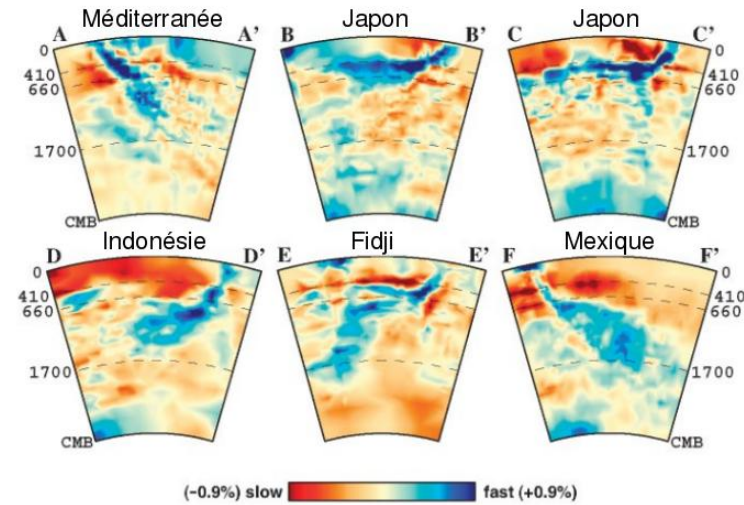 Méditerranée Japon Japon
A A' B B' C C'
0 0
410 410
660 660
1700 1700
CMB CMB
Indonésie Fidji Mexique
D D' E E' F F'
0 0
410 410
660 660
1700 1700
CMB CMB
(-0.9%) slow fast (+0.9%)